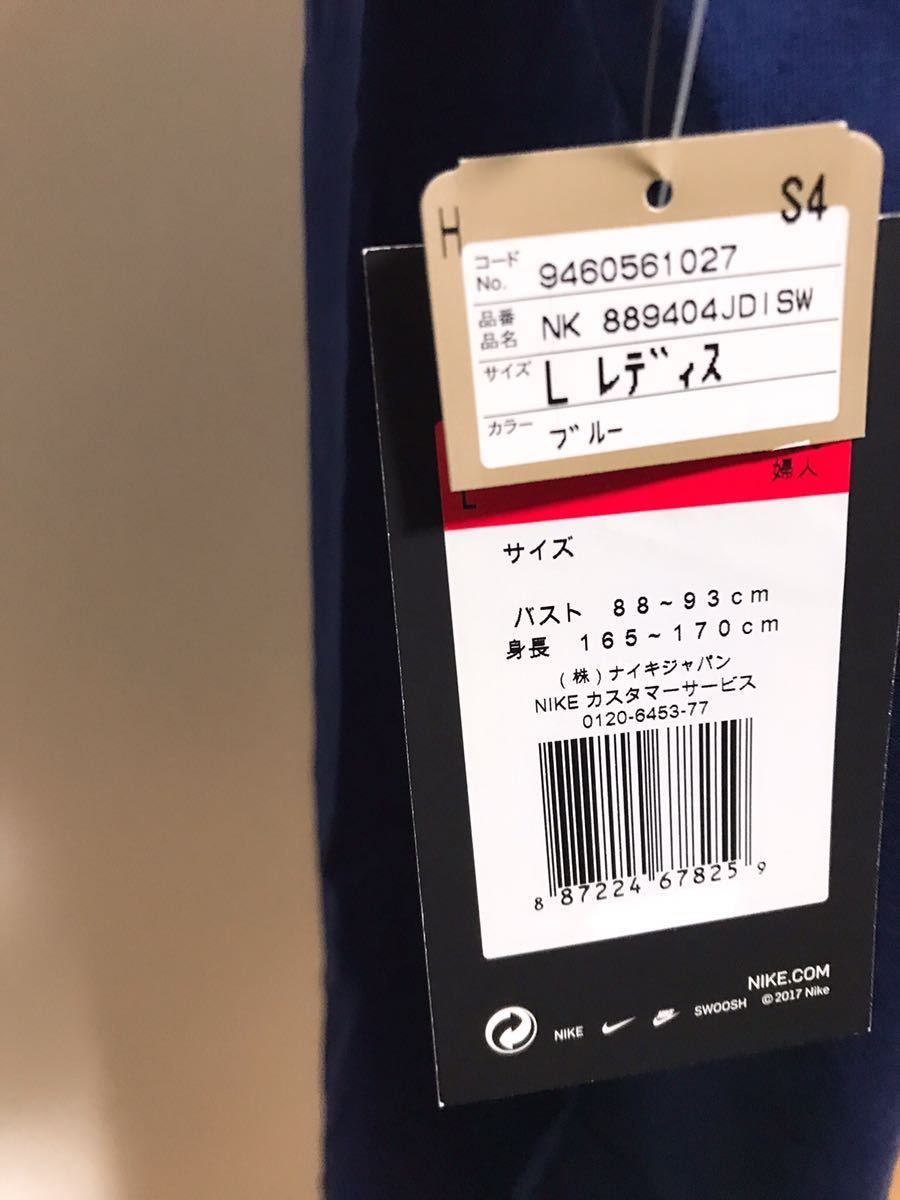 H S4
コード
No. 9460561027
品番
品名 NK 889404JDISW
サイズ L レディス
カラー ブルー
L 婦人
サイズ
バスト 88~93cm
身長 165~170cm
(株)ナイキジャパン
NIKE カスタマーサービス
0120-6453-77
8 87224 67825 9
NIKE.COM
NIKE SWOOSH ©2017 Nike